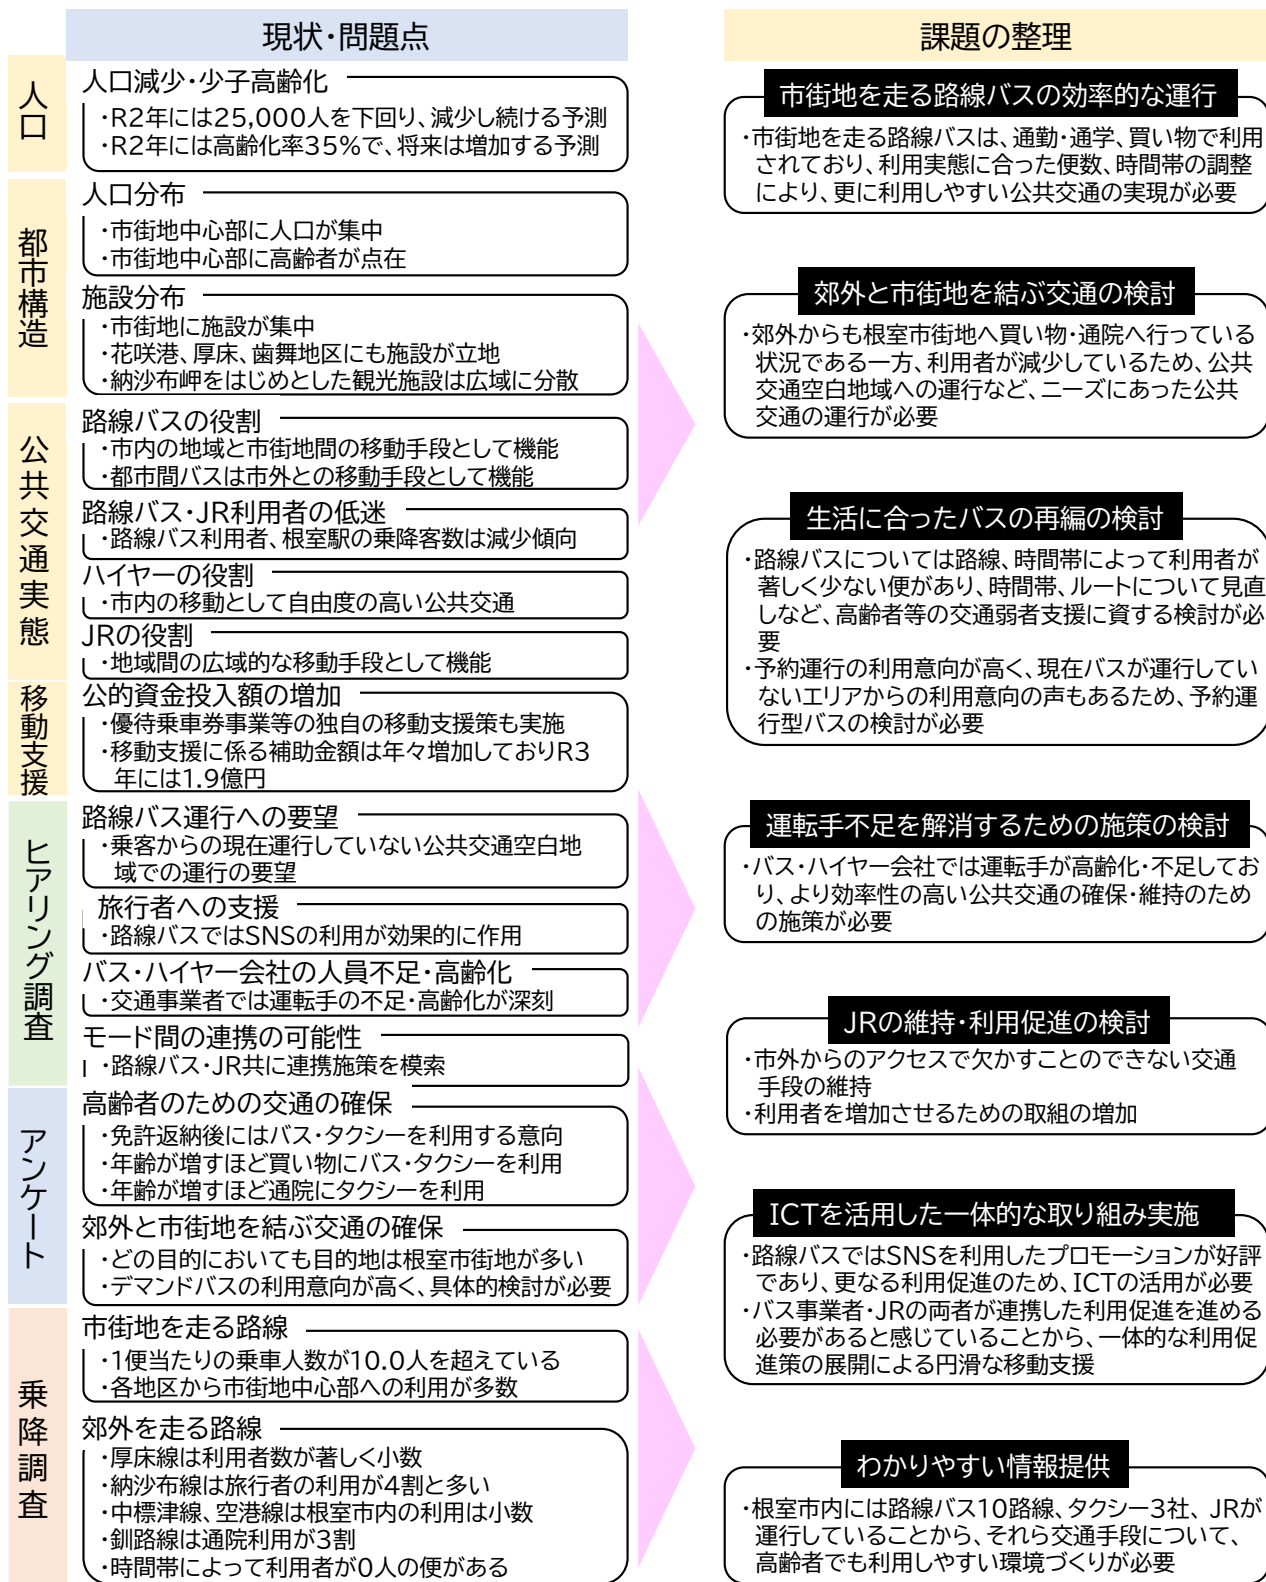 現状・問題点
人口
人口減少・少子高齢化
・R2年には25,000人を下回り、減少し続ける予測
・R2年には高齢化率35%で、将来は増加する予測
都市構造
人口分布
・市街地中心部に人口が集中
・市街地中心部に高齢者が点在
施設分布
・市街地に施設が集中
・花咲港、厚床、歯舞地区にも施設が立地
・納沙布岬をはじめとした観光施設は広域に分散
公共交通実態
路線バスの役割
・市内の地域と市街地間の移動手段として機能
・都市間バスは市外との移動手段として機能
路線バス・JR利用者の低迷
・路線バス利用者、根室駅の乗降客数は減少傾向
ハイヤーの役割
・市内の移動として自由度の高い公共交通
JRの役割
・地域間の広域的な移動手段として機能
移動支援
公的資金投入額の増加
・優待乗車券事業等の独自の移動支援策も実施
・移動支援に係る補助金額は年々増加しておりR3
年には1.9億円
ヒアリング調査
路線バス運行への要望
・乗客からの現在運行していない公共交通空白地
域での運行の要望
旅行者への支援
・路線バスではSNSの利用が効果的に作用
バス・ハイヤー会社の人員不足・高齢化
・交通事業者では運転手の不足・高齢化が深刻
モード間の連携の可能性
・路線バス・JR共に連携施策を模索
アンケート
高齢者のための交通の確保
・免許返納後にはバス・タクシーを利用する意向
・年齢が増すほど買い物にバス・タクシーを利用
・年齢が増すほど通院にタクシーを利用
郊外と市街地を結ぶ交通の確保
・どの目的においても目的地は根室市街地が多い
・デマンドバスの利用意向が高く、具体的検討が必要
乗降調査
市街地を走る路線
・1便当たりの乗車人数が10.0人を超えている
・各地区から市街地中心部への利用が多数
郊外を走る路線
・厚床線は利用者数が著しく小数
・納沙布線は旅行者の利用が4割と多い
・中標津線、空港線は根室市内の利用は小数
・釧路線は通院利用が3割
・時間帯によって利用者が0人の便がある
課題の整理
市街地を走る路線バスの効率的な運行
・市街地を走る路線バスは、通勤・通学、買い物で利用
されており、利用実態に合った便数、時間帯の調整
により、更に利用しやすい公共交通の実現が必要
郊外と市街地を結ぶ交通の検討
・郊外からも根室市街地へ買い物・通院へ行っている
状況である一方、利用者が減少しているため、公共
交通空白地域への運行など、ニーズにあった公共
交通の運行が必要
生活に合ったバスの再編の検討
・路線バスについては路線、時間帯によって利用者が
著しく少ない便があり、時間帯、ルートについて見直
しなど、高齢者等の交通弱者支援に資する検討が必
要
・予約運行の利用意向が高く、現在バスが運行してい
ないエリアからの利用意向の声もあるため、予約運
行型バスの検討が必要
運転手不足を解消するための施策の検討
・バス・ハイヤー会社では運転手が高齢化・不足してお
り、より効率性の高い公共交通の確保・維持のため
の施策が必要
JRの維持・利用促進の検討
・市外からのアクセスで欠かすことのできない交通
手段の維持
・利用者を増加させるための取組の増加
ICTを活用した一体的な取り組み実施
・路線バスではSNSを利用したプロモーションが好評
であり、更なる利用促進のため、ICTの活用が必要
・バス事業者・JRの両者が連携した利用促進を進める
必要があると感じていることから、一体的な利用促
進策の展開による円滑な移動支援
わかりやすい情報提供
・根室市内には路線バス10路線、タクシー3社、JRが
運行していることから、それら交通手段について、
高齢者でも利用しやすい環境づくりが必要